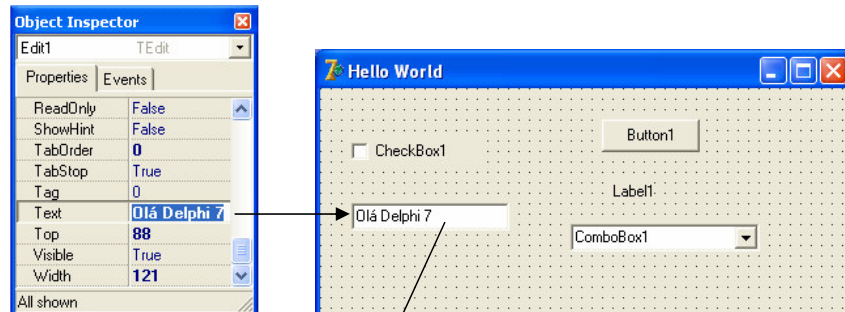 Object Inspector
Edit1 TEdit
Properties Events
ReadOnly False
ShowHint False
TabOrder 0
TabStop True
Tag 0
Text Olá Delphi 7
Top 88
Visible True
Width 121
All shown
7 Hello World
CheckBox1
Button1
Label1
Olá Delphi 7
ComboBox1